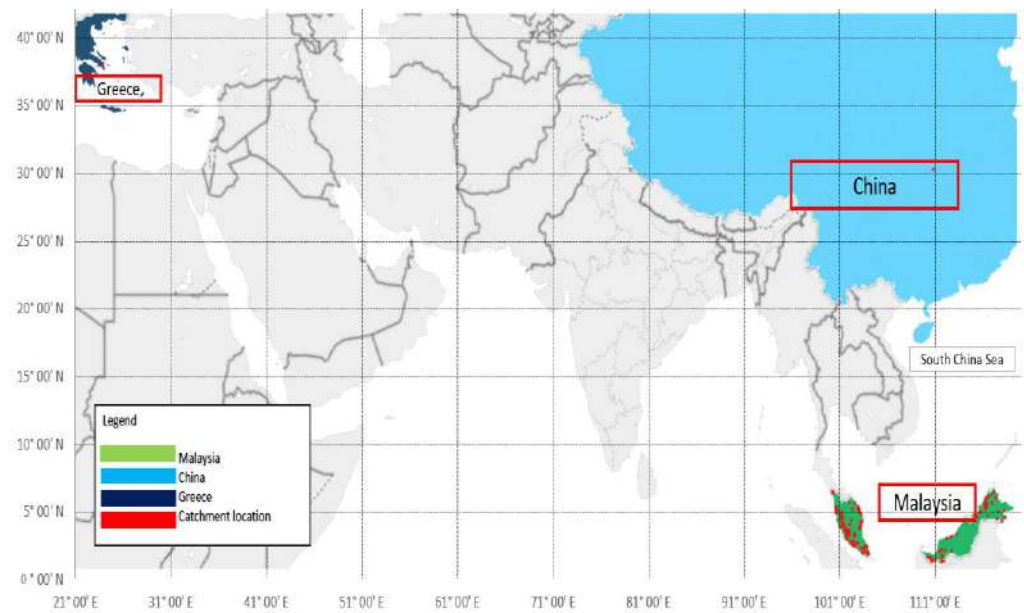 40° 00' N
Greece,
35° 00' N
30° 00' N
China
25° 00' N
20° 00' N
South China Sea
15° 00' N
Legend
10° 00' N
Malaysia
China
Greece
Catchment location
Malaysia
5° 00' N
0 ° 00' N
21° 00' E 31° 00' E 41° 00' E 51° 00' E 61° 00' E 71° 00' E 81° 00' E 91° 00' E 101° 00' E 111° 00' E